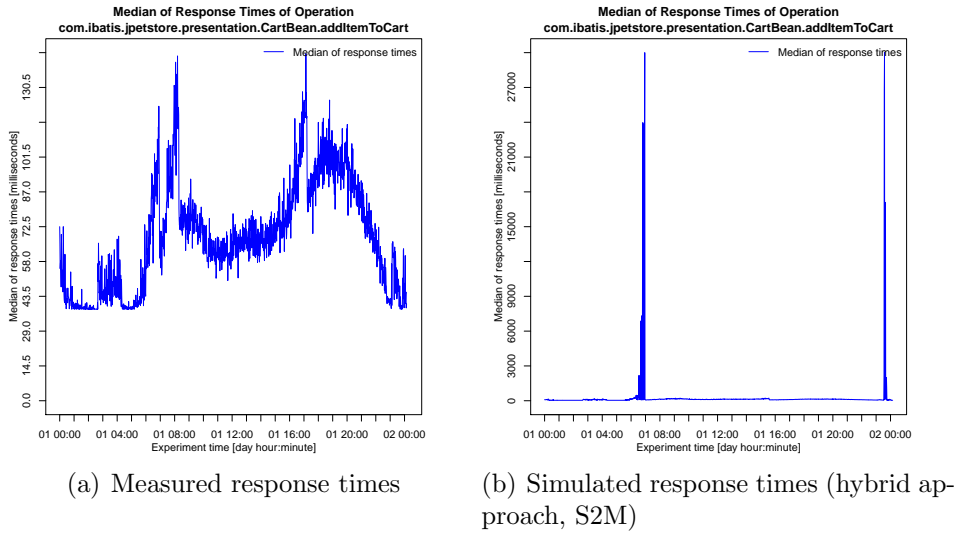 Median of Response Times of Operation
com.ibatis.jpetstore.presentation.CartBean.addItemToCart
Median of response times
Median of response times [milliseconds]
130.5
101.5
87.0
72.5
58.0
43.5
29.0
14.5
0.0
01 00:00 01 04:00 01 08:00 01 12:00 01 16:00 01 20:00 02 00:00
Experiment time [day hour:minute]
(a) Measured response times
Median of Response Times of Operation
com.ibatis.jpetstore.presentation.CartBean.addItemToCart
Median of response times
Median of response times [milliseconds]
27000
21000
15000
9000
6000
3000
0
01 00:00 01 04:00 01 08:00 01 12:00 01 16:00 01 20:00 02 00:00
Experiment time [day hour:minute]
(b) Simulated response times (hybrid ap-
proach, S2M)